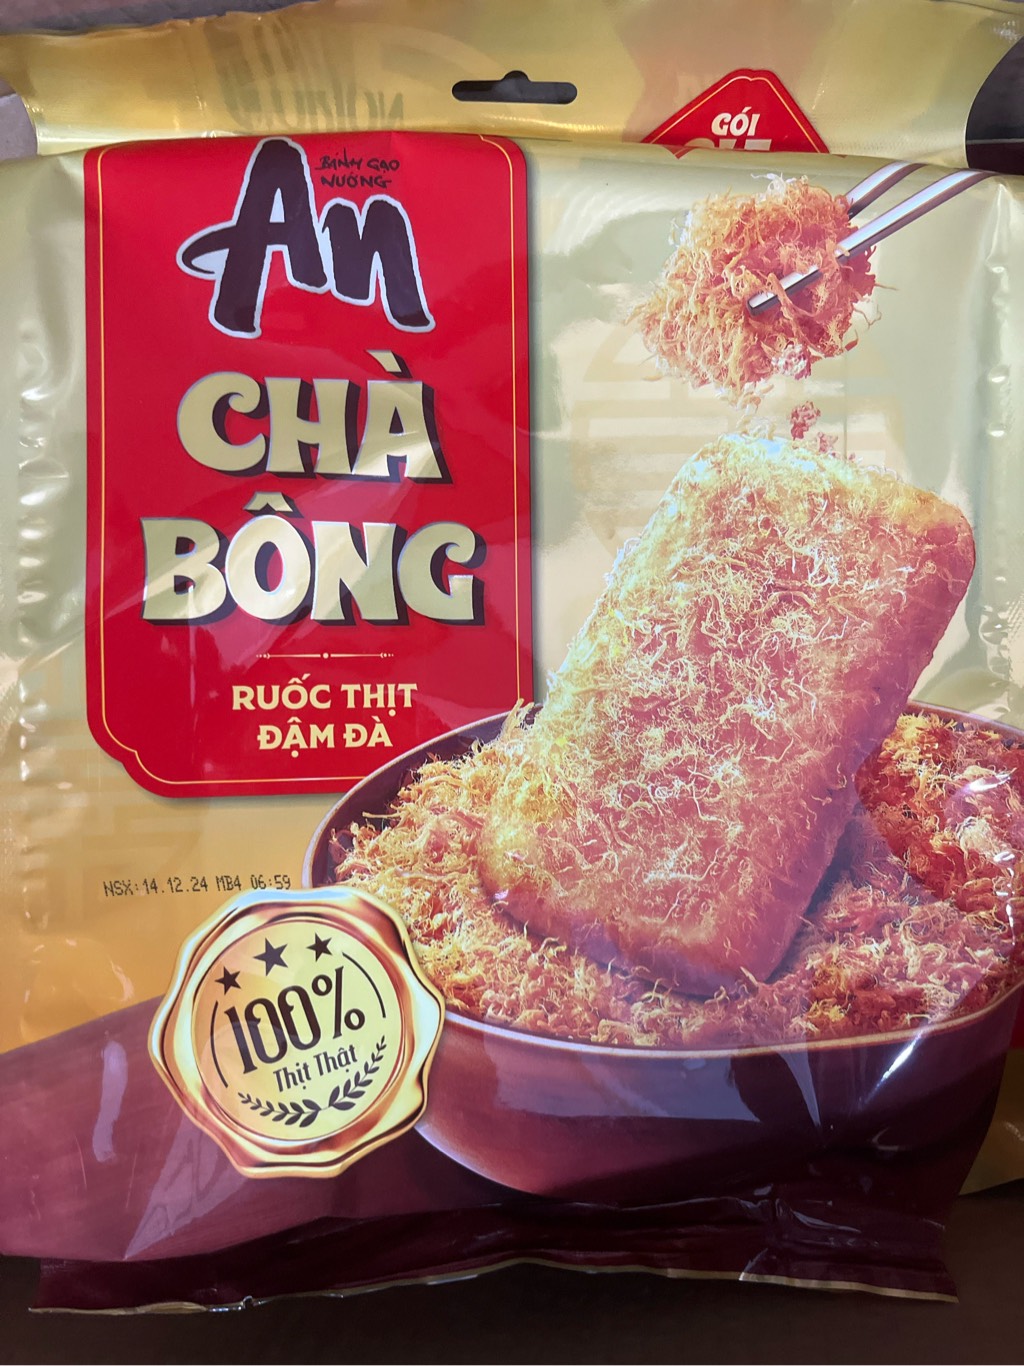 GÓI
BÁNH GẠO
NƯỚNG
An
CHÀ
BÔNG
RUỐC THỊT
ĐẬM ĐÀ
NSX: 14.12.24 MB4 06:59
100%
Thịt Thật